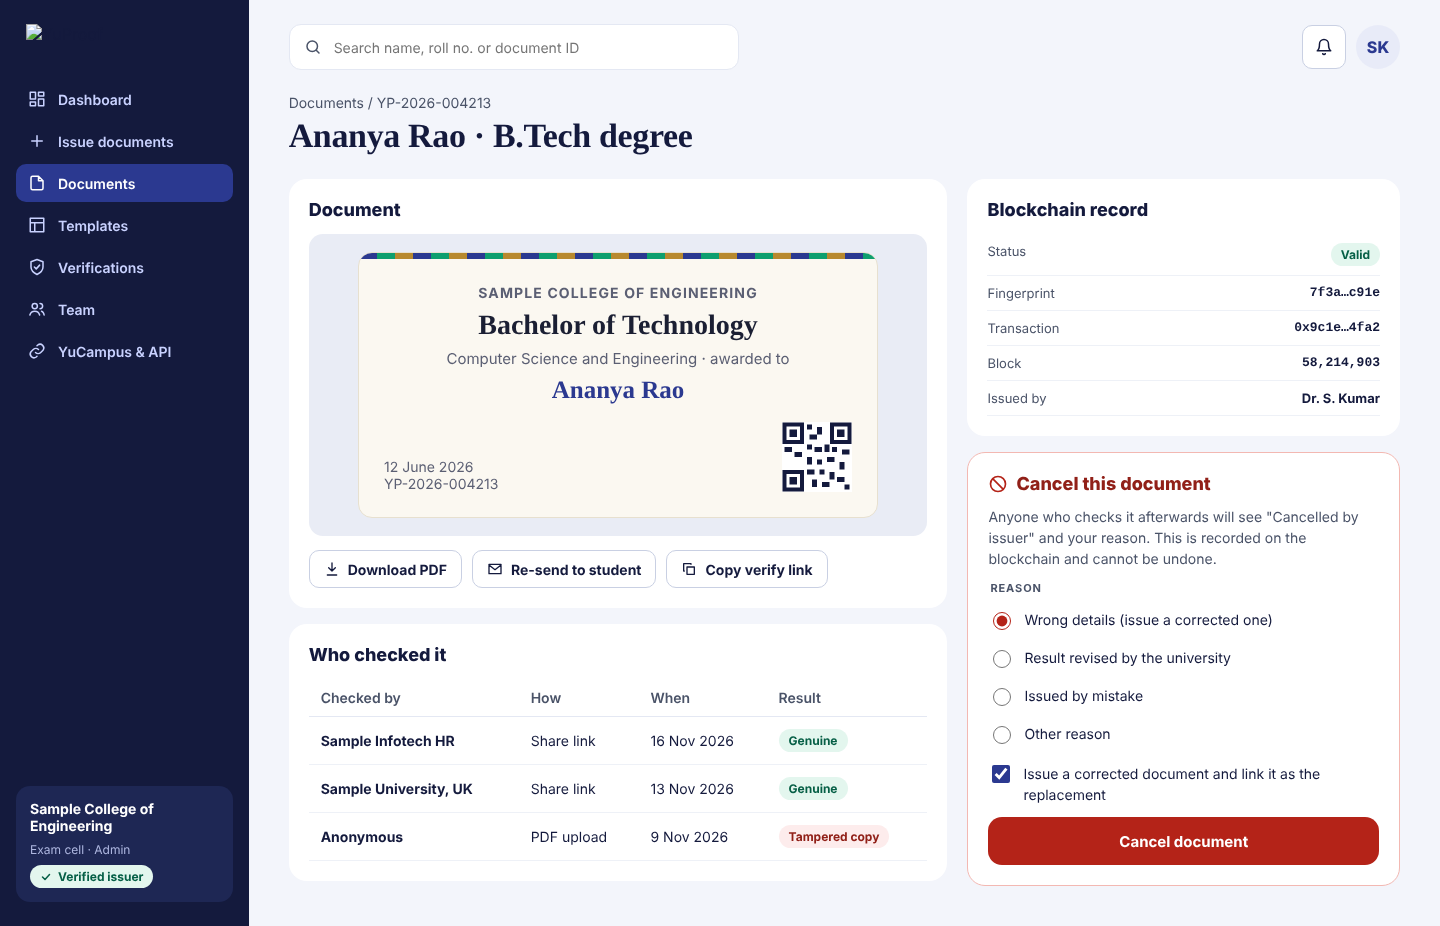 Search name, roll no. or document ID
SK
Dashboard
Issue documents
Documents
Templates
Verifications
Team
YuCampus & API
Sample College of
Engineering
Exam cell · Admin
Verified issuer
Documents / YP-2026-004213
Ananya Rao · B.Tech degree
Document
SAMPLE COLLEGE OF ENGINEERING
Bachelor of Technology
Computer Science and Engineering · awarded to
Ananya Rao
12 June 2026
YP-2026-004213
Download PDF
Re-send to student
Copy verify link
Who checked it
Checked by How When Result
Sample Infotech HR Share link 16 Nov 2026 Genuine
Sample University, UK Share link 13 Nov 2026 Genuine
Anonymous PDF upload 9 Nov 2026 Tampered copy
Blockchain record
Status Valid
Fingerprint 7f3a…c91e
Transaction 0x9c1e…4fa2
Block 58,214,903
Issued by Dr. S. Kumar
Cancel this document
Anyone who checks it afterwards will see "Cancelled by
issuer" and your reason. This is recorded on the
blockchain and cannot be undone.
REASON
Wrong details (issue a corrected one)
Result revised by the university
Issued by mistake
Other reason
Issue a corrected document and link it as the
replacement
Cancel document